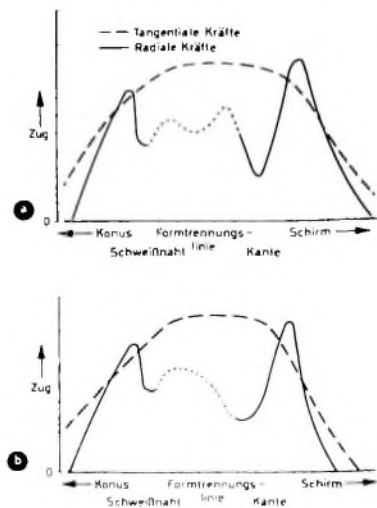 Tangentiale Kräfte
Radiale Kräfte
Zug
0
a
Konus Formtrennungs- Schirm
linie
Schweißnaht Kante
Zug
0
b
Konus Formtrennungs- Schirm
linie
Schweißnaht Kante